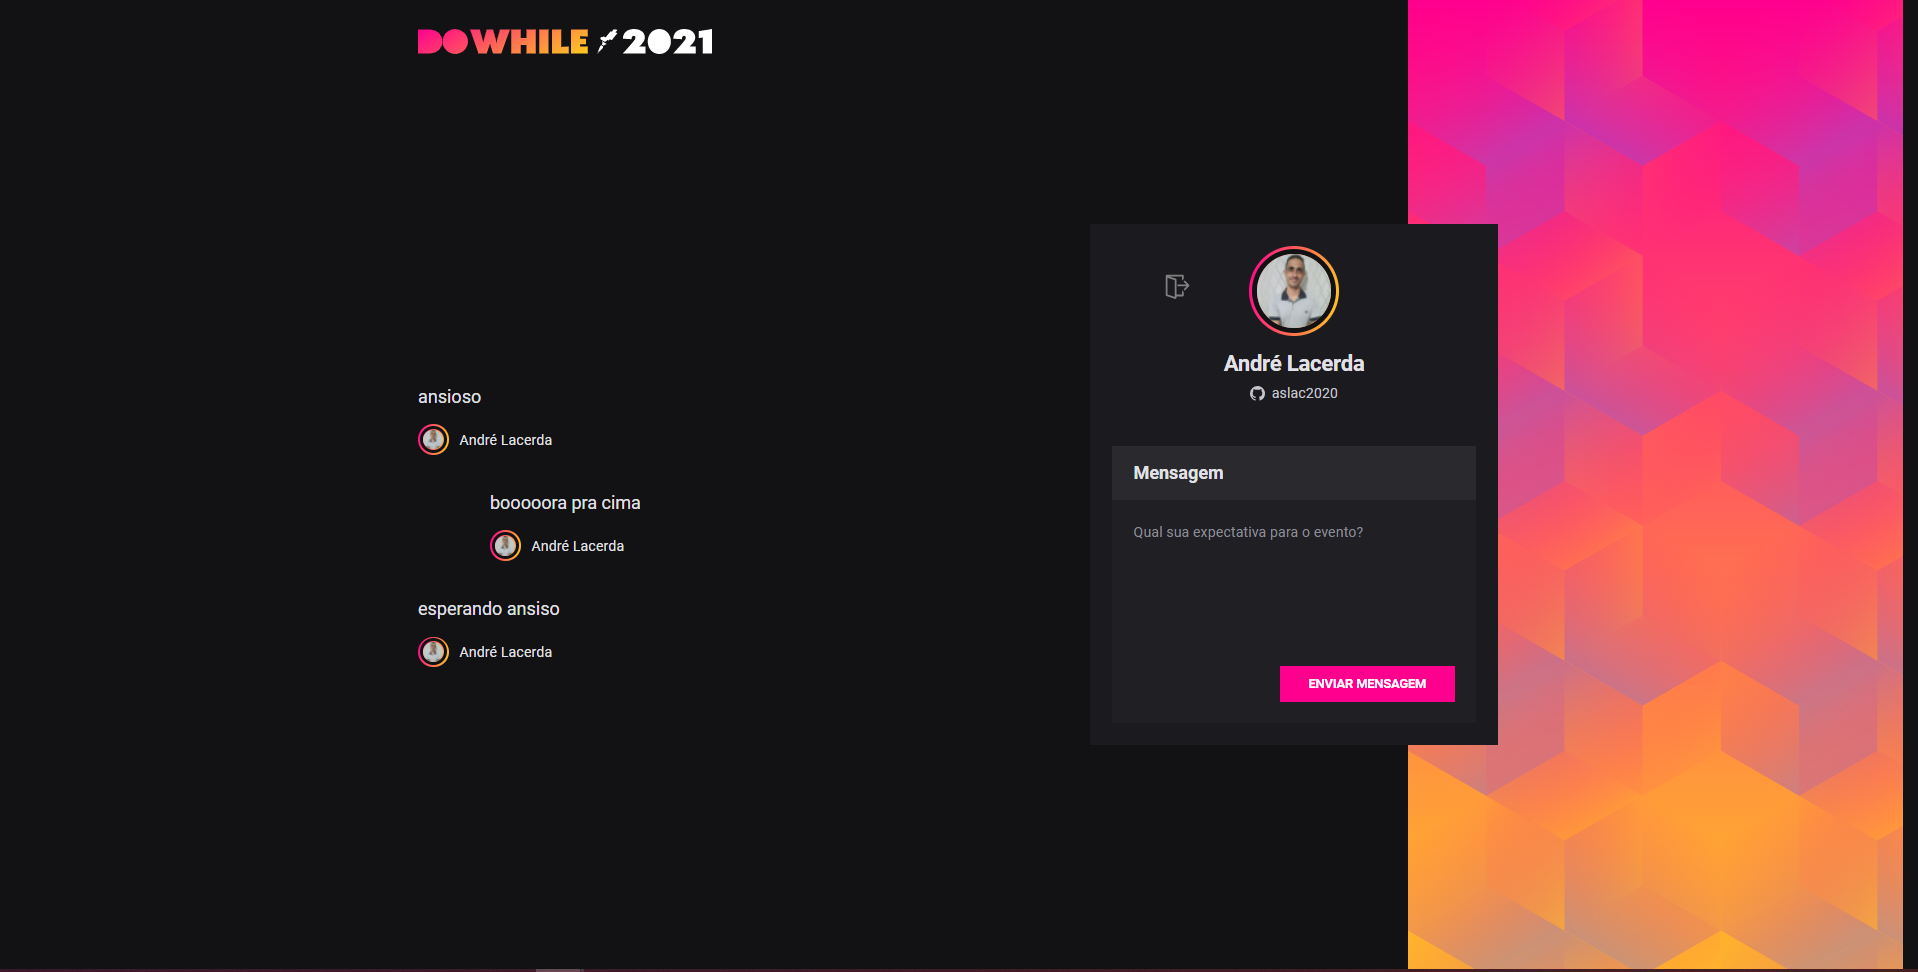 DOWHILE 2021
ansioso
André Lacerda
booooora pra cima
André Lacerda
esperando ansiso
André Lacerda
André Lacerda
aslac2020
Mensagem
Qual sua expectativa para o evento?
ENVIAR MENSAGEM